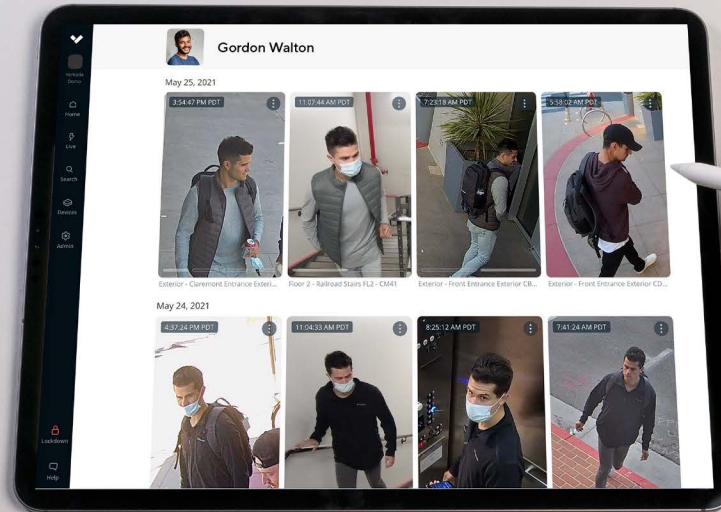 Gordon Walton
Verkada
Demo
Home
Live
Search
Devices
Admin
Lockdown
Help
May 25, 2021
3:54:47 PM PDT
11:07:44 AM PDT
7:23:18 AM PDT
5:58:02 AM PDT
Exterior - Claremont Entrance Exteri...
Floor 2 - Railroad Stairs FL2 - CM41
Exterior - Front Entrance Exterior CB...
Exterior - Front Entrance Exterior CD...
May 24, 2021
4:37:24 PM PDT
11:04:33 AM PDT
8:25:12 AM PDT
7:41:24 AM PDT